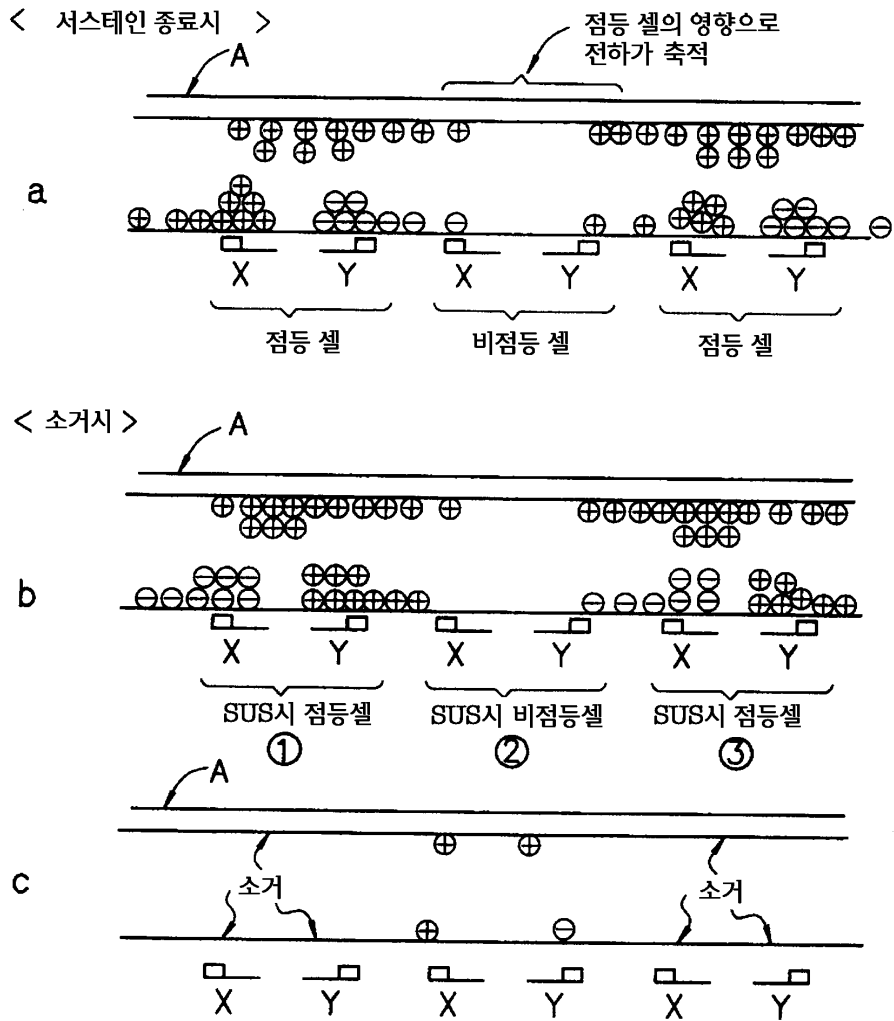 < 서스테인 종료시 >
점등 셀의 영향으로
전하가 축적
A
a
X Y X Y X Y
점등 셀 비점등 셀 점등 셀
< 소거시 >
A
b
X Y X Y X Y
SUS시 점등셀 SUS시 비점등셀 SUS시 점등셀
① ② ③
A
c
소거 소거
X Y X Y X Y